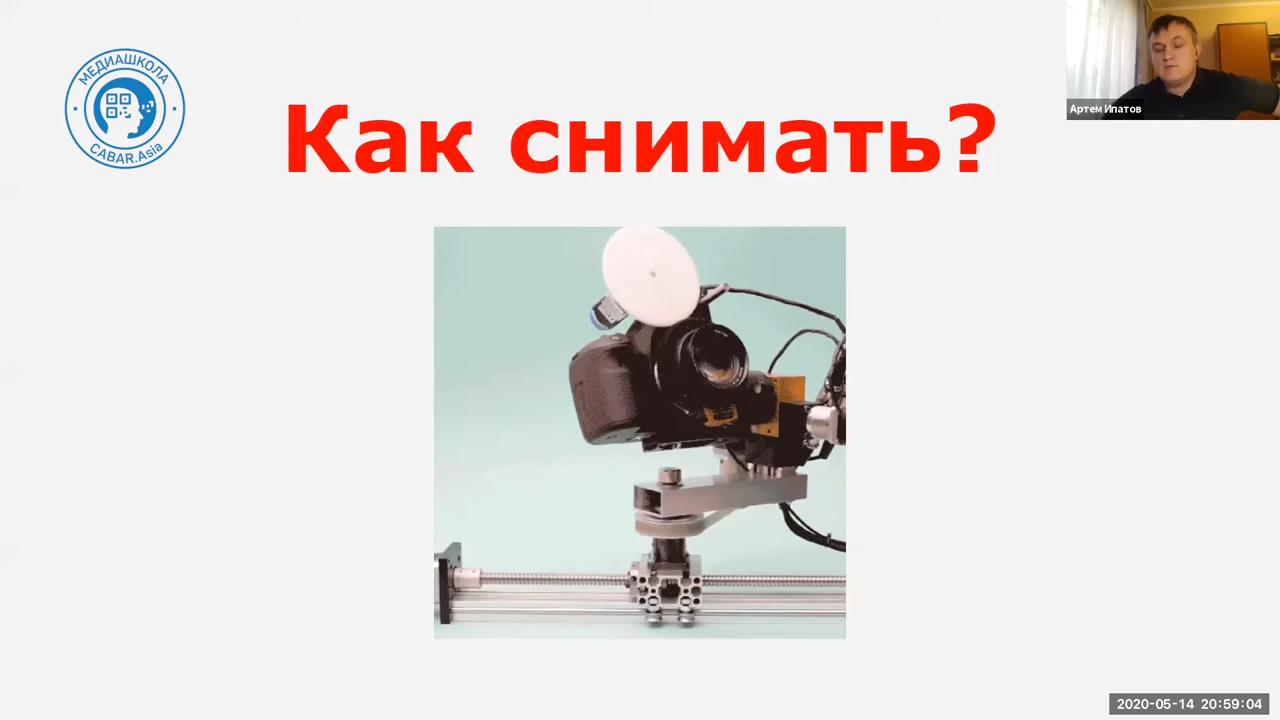 МЕДИАШКОЛА
CABAR.Asia
Как снимать?
Артем Ипатов
2020-05-14 20:59:04